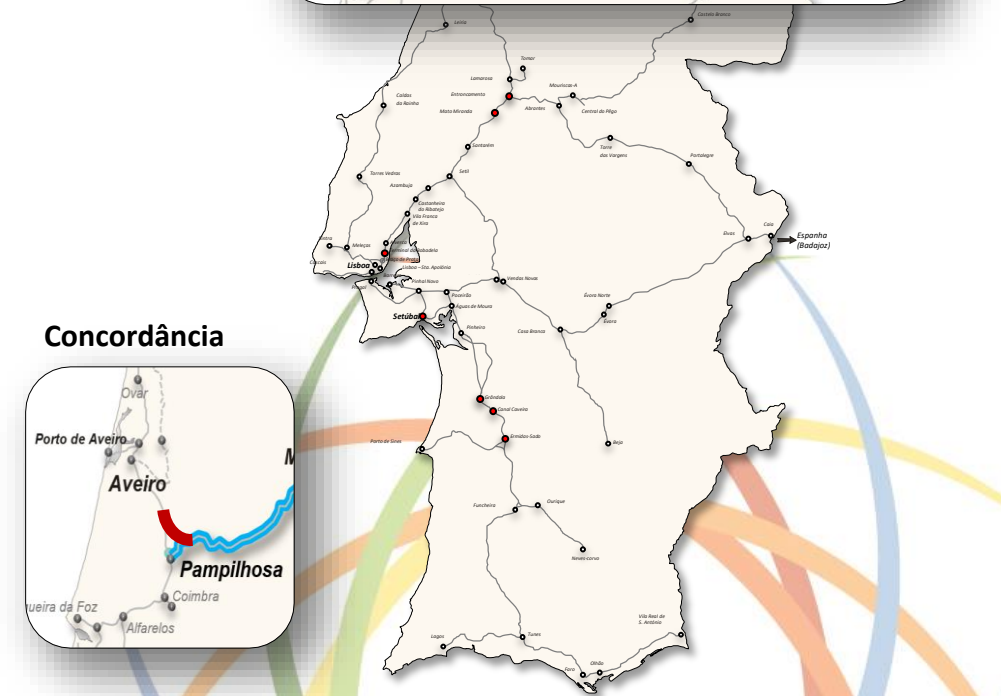 Leiria
Castelo Branco
Tomar
Lamarosa
Mouriscas-A
Entroncamento
Caldas
da Rainha
Mato Miranda
Abrantes
Central do Pêgo
Santarém
Torre
das Vargens
Portalegre
Torres Vedras
Setil
Azambuja
Castanheira
do Ribatejo
Vila Franca
de Xira
Elvas
Caia
Espanha
(Badajoz)
Meleças
Lisboa
Lisboa – Sta. Apolónia
Cascais
Pinhal Novo
Vendas Novas
Poceirão
Águas de Moura
Évora Norte
Évora
Setúbal
Pinheiro
Casa Branca
Concordância
Grândola
Canal Caveira
Ermidas-Sado
Porto de Sines
Beja
Ovar
Porto de Aveiro
Aveiro
M
Pampilhosa
Coimbra
ueira da Foz
Alfarelos
Funcheira
Ourique
Neves-corvo
Vila Real de
S. António
Lagos
Tunes
Faro
Olhão